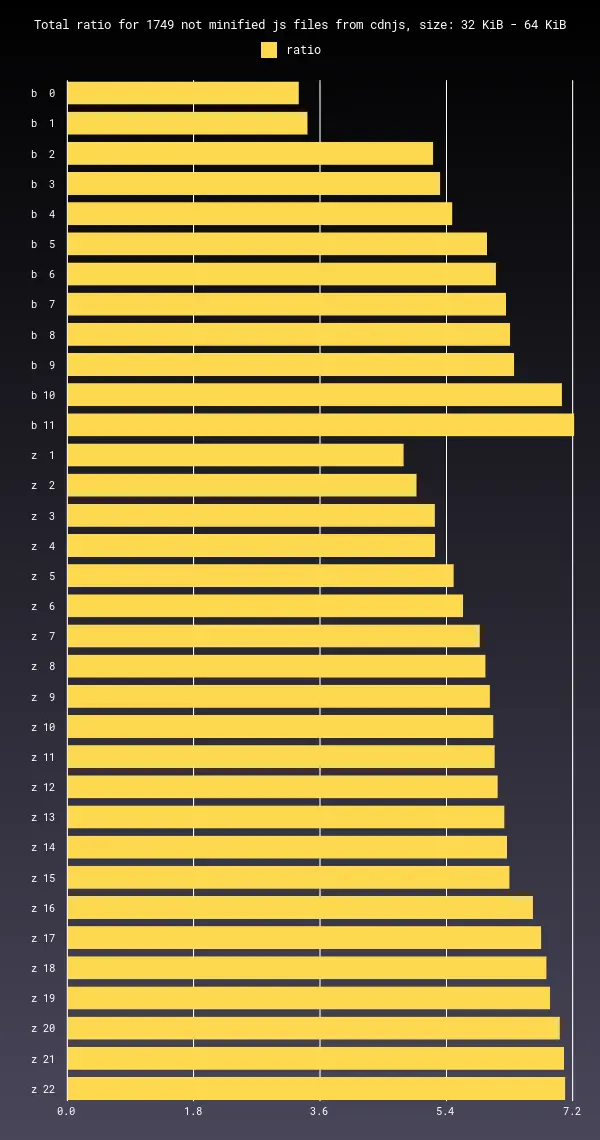 Total ratio for 1749 not minified js files from cdnjs, size: 32 KiB - 64 KiB
ratio
b 0
b 1
b 2
b 3
b 4
b 5
b 6
b 7
b 8
b 9
b 10
b 11
z 1
z 2
z 3
z 4
z 5
z 6
z 7
z 8
z 9
z 10
z 11
z 12
z 13
z 14
z 15
z 16
z 17
z 18
z 19
z 20
z 21
z 22
0.0 1.8 3.6 5.4 7.2